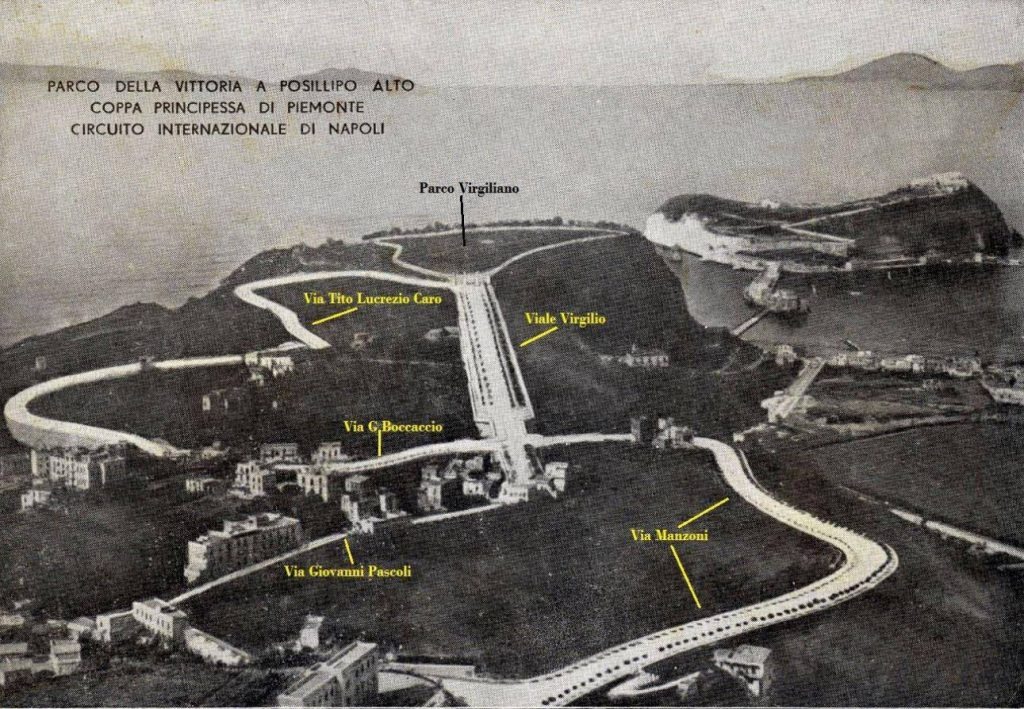 PARCO DELLA VITTORIA A POSILLIPO ALTO
COPPA PRINCIPESSA DI PIEMONTE
CIRCUITO INTERNAZIONALE DI NAPOLI
Parco Virgiliano
Via Tito Lucrezio Caro
Viale Virgilio
Via G.Boccaccio
Via Manzoni
Via Giovanni Pascoli